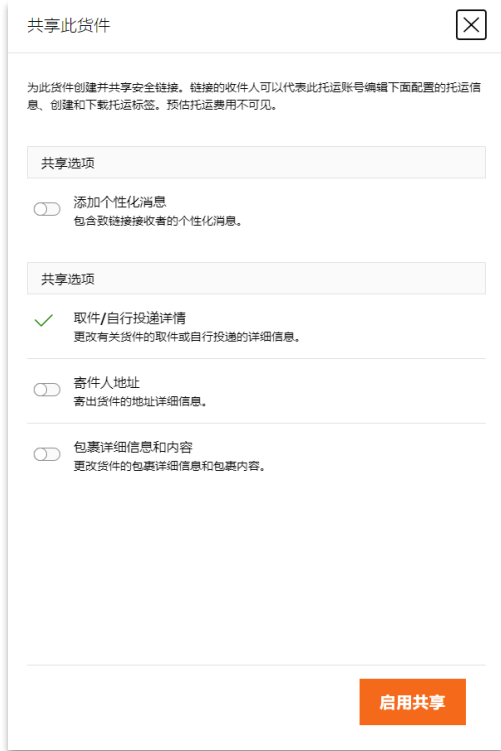 共享此货件
为此货件创建并共享安全链接。链接的收件人可以代表此托运账号编辑下面配置的托运信
息、创建和下载托运标签。预估托运费用不可见。
共享选项
添加个性化消息
包含致链接接收者的个性化消息。
共享选项
取件/自行投递详情
更改有关货件的取件或自行投递的详细信息。
寄件人地址
寄出货件的地址详细信息。
包裹详细信息和内容
更改货件的包裹详细信息和包裹内容。
启用共享